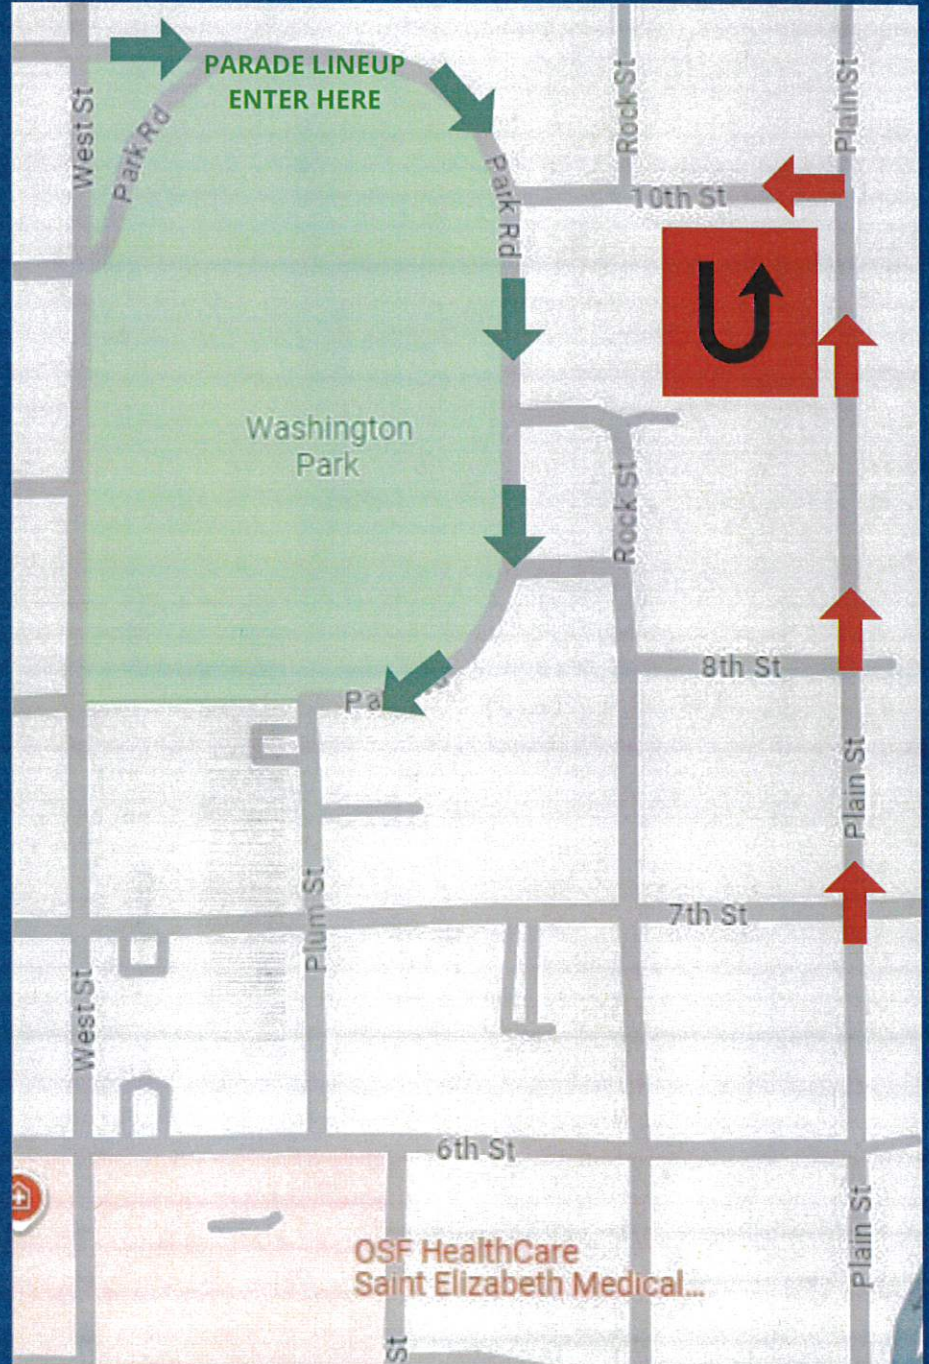 PARADE LINEUP
ENTER HERE
West St
Park Rd
Rock St
Plain St
Park Rd
10th St
Washington
Park
Rock St
8th St
Plain St
Plum St
7th St
West St
6th St
Plain St
OSF HealthCare
Saint Elizabeth Medical...
St